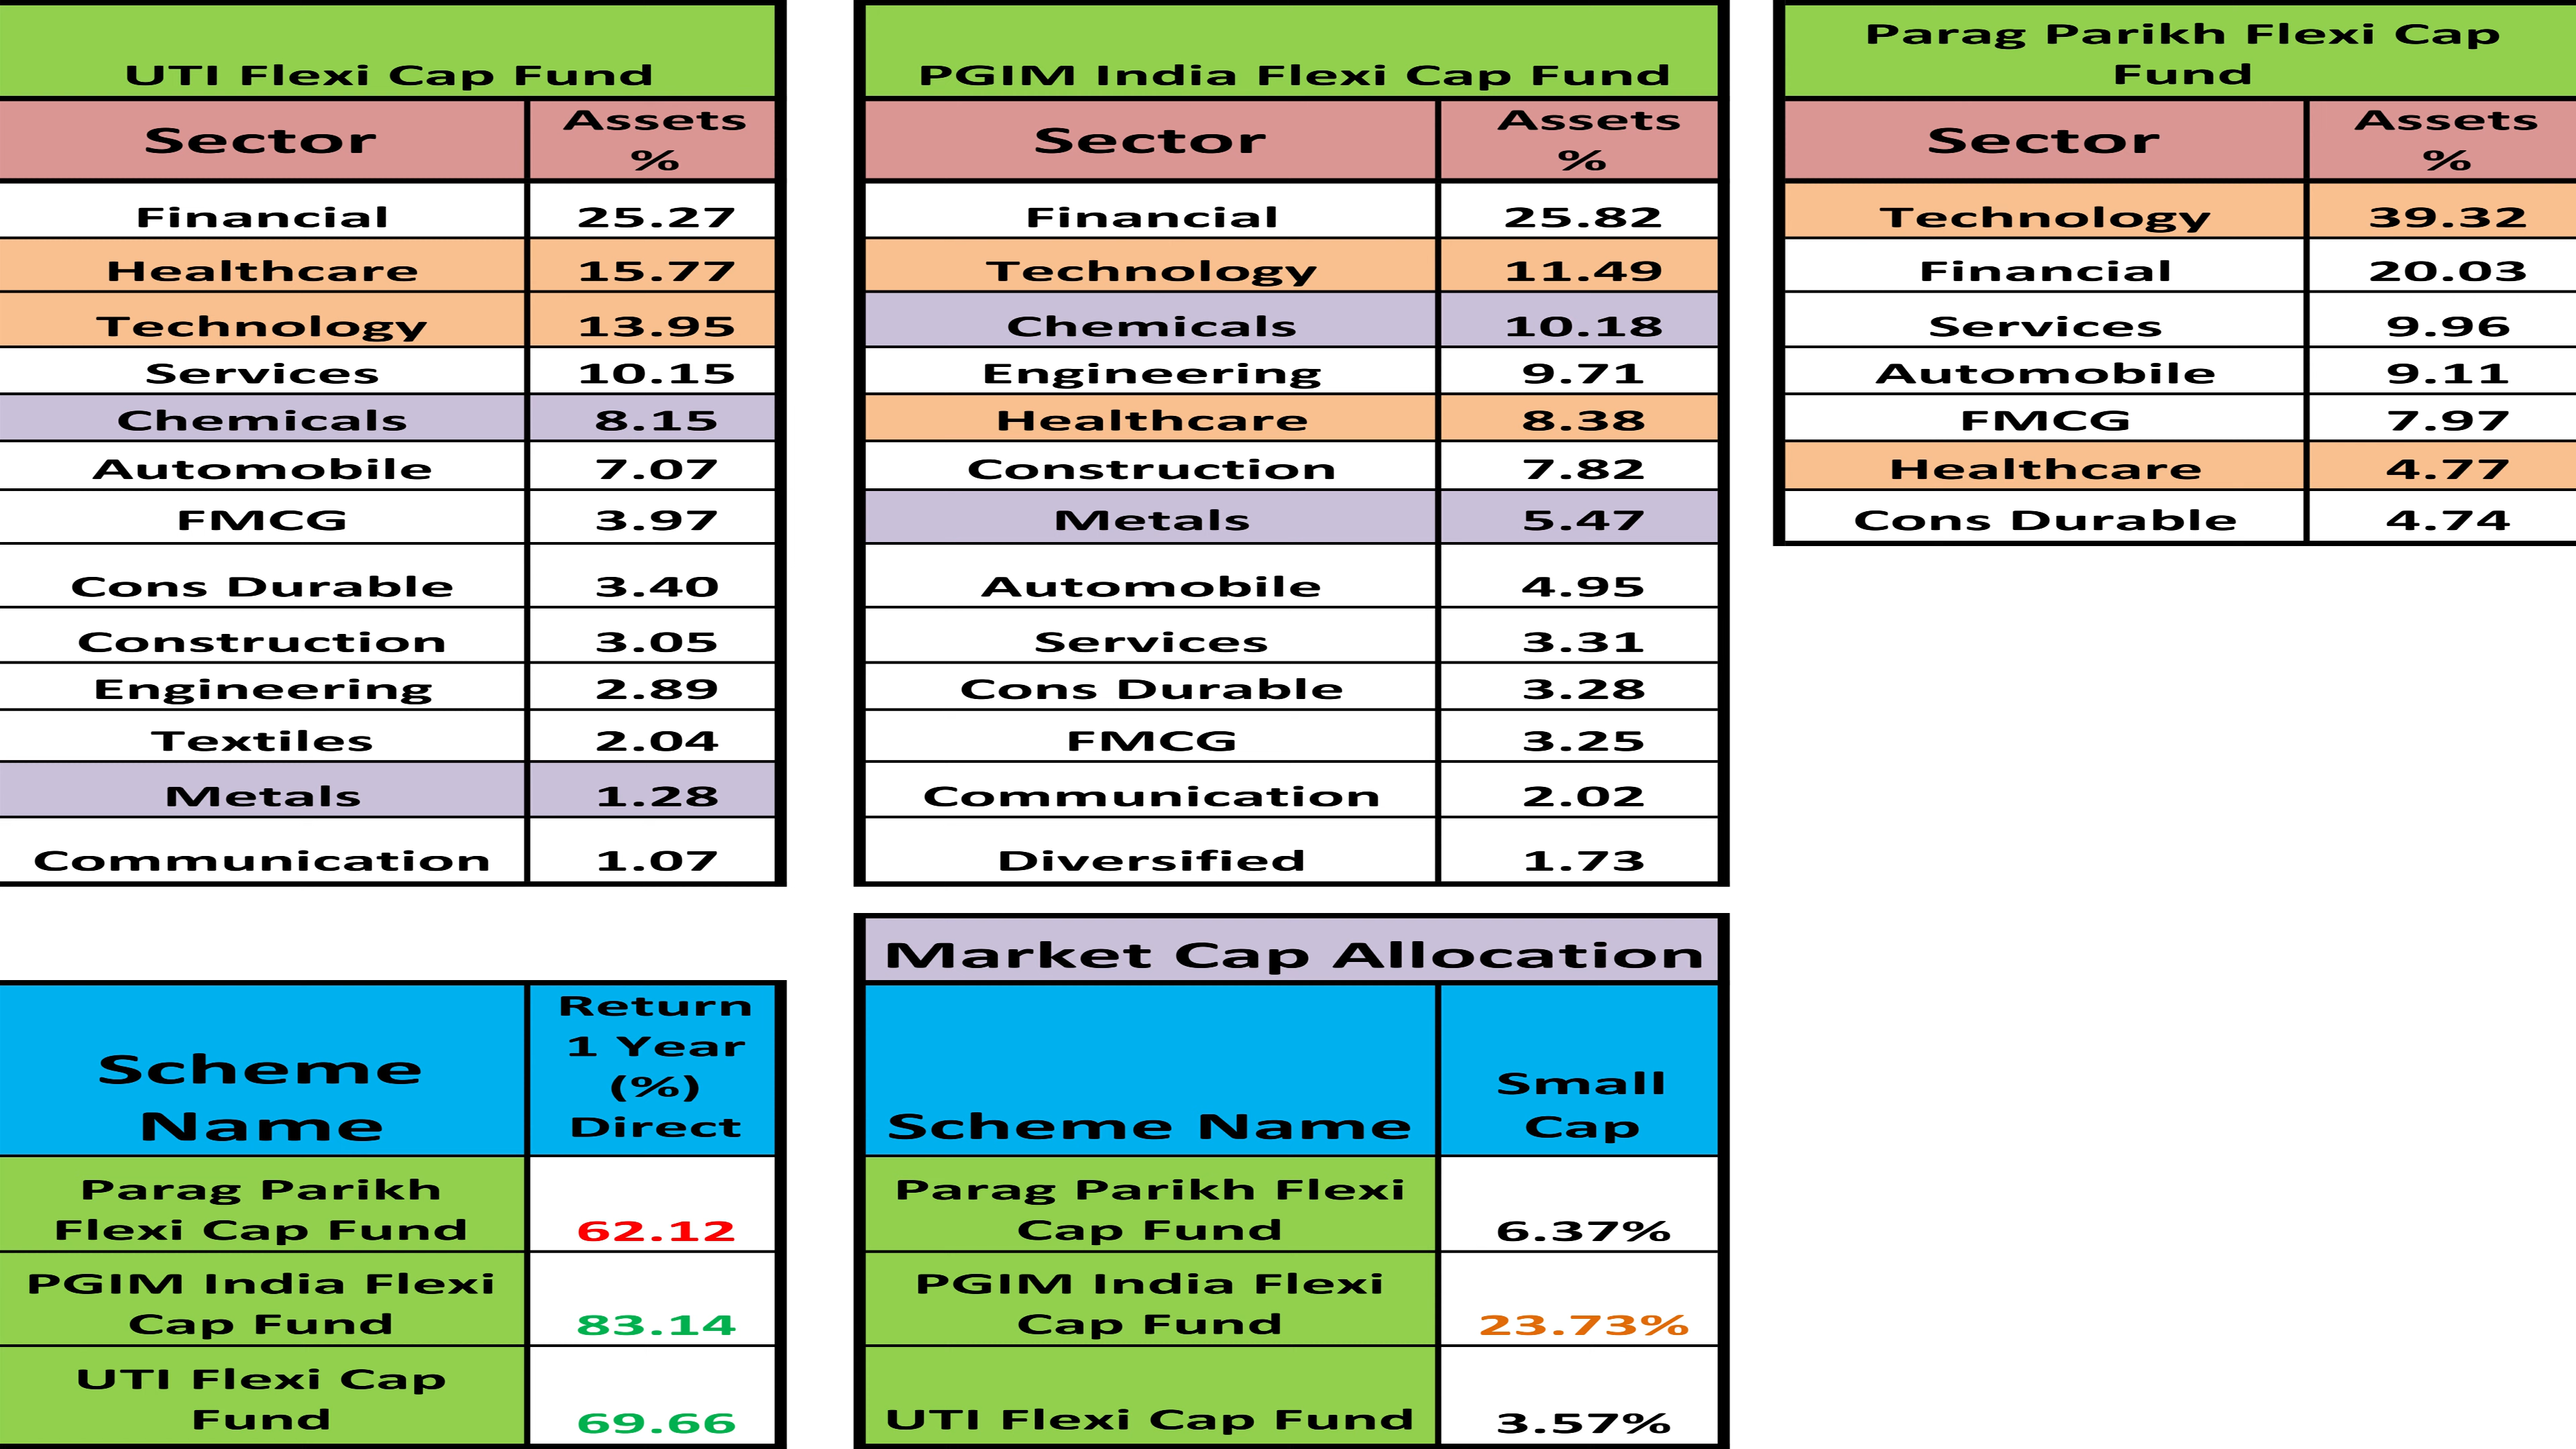 UTI Flexi Cap Fund
Sector
Assets
%
Financial 25.27
Healthcare 15.77
Technology 13.95
Services 10.15
Chemicals 8.15
Automobile 7.07
FMCG 3.97
Cons Durable 3.40
Construction 3.05
Engineering 2.89
Textiles 2.04
Metals 1.28
Communication 1.07
PGIM India Flexi Cap Fund
Sector
Assets
%
Financial 25.82
Technology 11.49
Chemicals 10.18
Engineering 9.71
Healthcare 8.38
Construction 7.82
Metals 5.47
Automobile 4.95
Services 3.31
Cons Durable 3.28
FMCG 3.25
Communication 2.02
Diversified 1.73
Parag Parikh Flexi Cap
Fund
Sector
Assets
%
Technology 39.32
Financial 20.03
Services 9.96
Automobile 9.11
FMCG 7.97
Healthcare 4.77
Cons Durable 4.74
Scheme
Name
Return
1 Year
(%)
Direct
Parag Parikh
Flexi Cap Fund 62.12
PGIM India Flexi
Cap Fund 83.14
UTI Flexi Cap
Fund 69.66
Market Cap Allocation
Scheme Name
Small
Cap
Parag Parikh Flexi
Cap Fund 6.37%
PGIM India Flexi
Cap Fund 23.73%
UTI Flexi Cap Fund 3.57%